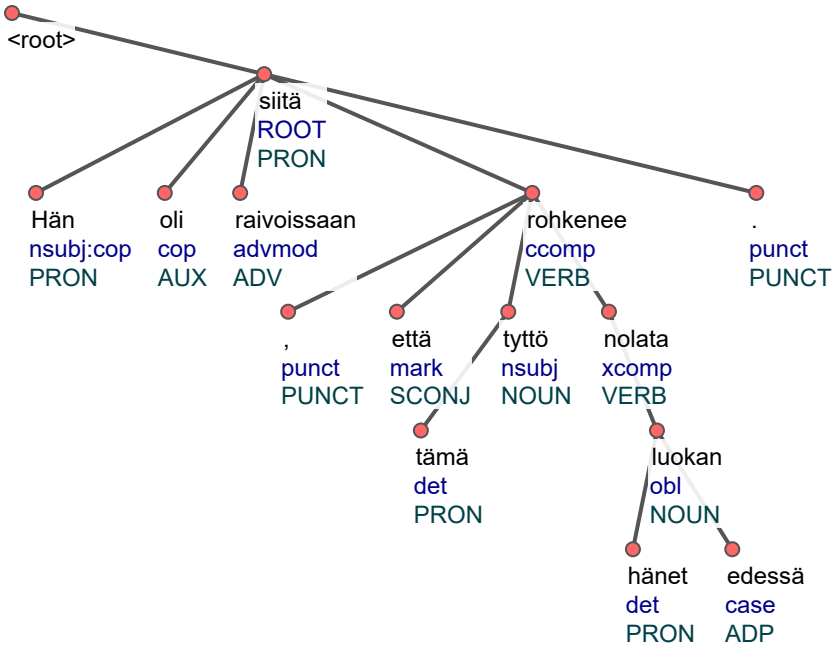 <root>
siitä
ROOT
PRON
Hän oli raivoissaan rohkenee .
nsubj:cop cop advmod ccomp punct
PRON AUX ADV VERB PUNCT
, että tyttö nolata
punct mark nsubj xcomp
PUNCT SCONJ NOUN VERB
tämä luokan
det obl
PRON NOUN
hänet edessä
det case
PRON ADP